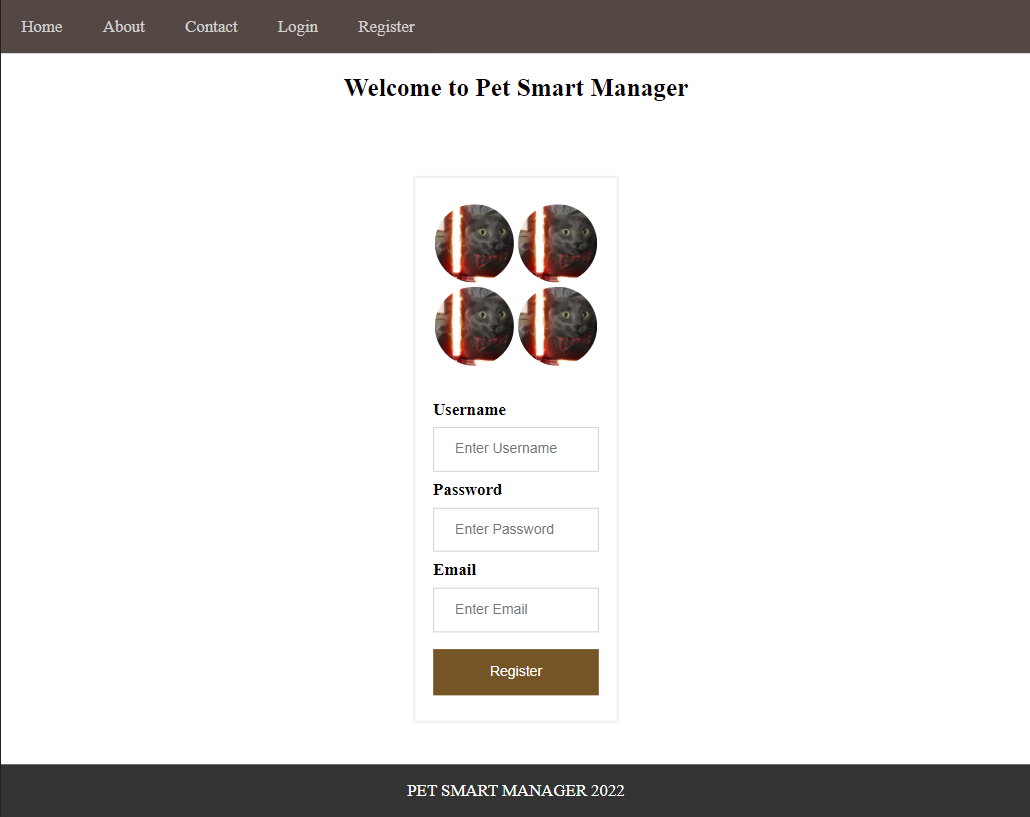 Home About Contact Login Register
Welcome to Pet Smart Manager
Username
Enter Username
Password
Enter Password
Email
Enter Email
Register
PET SMART MANAGER 2022